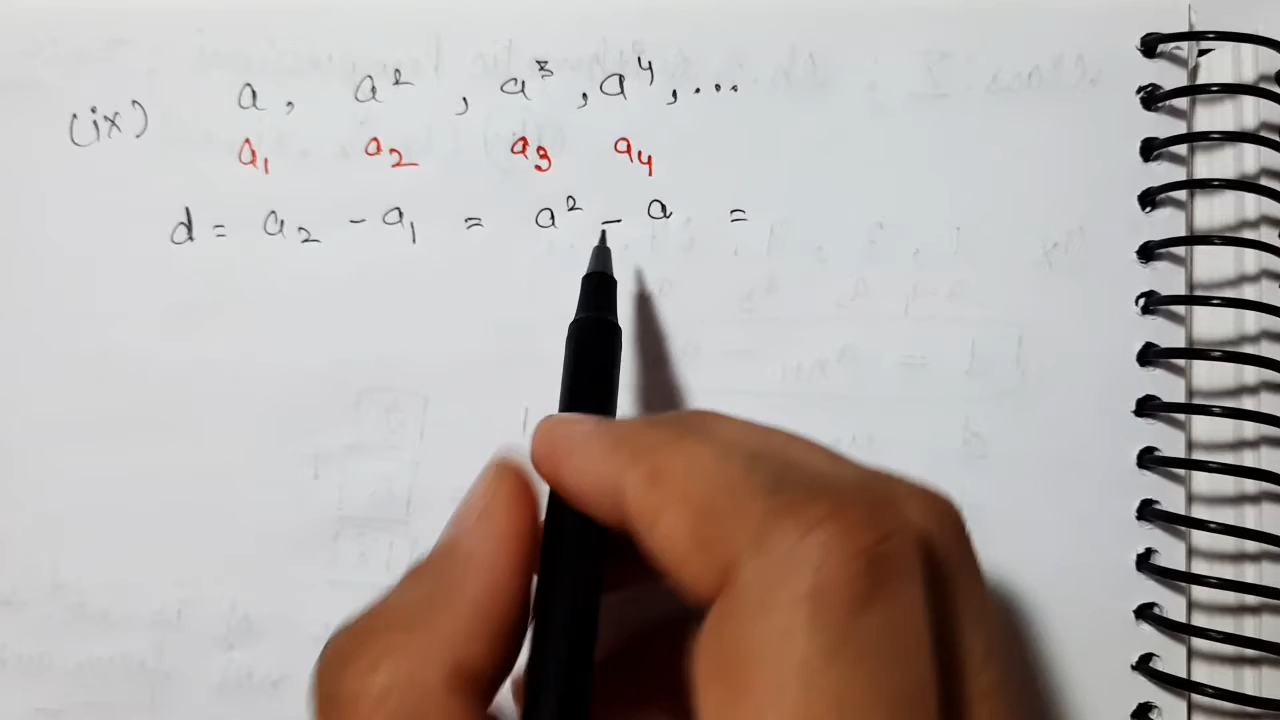 (ix) a, a², a³, a⁴, ...
a₁ a₂ a₃ a₄
d = a₂ - a₁ = a² - a =